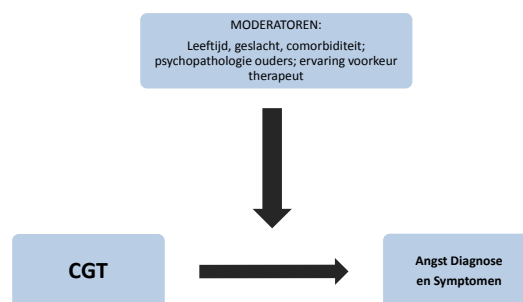 MODERATOREN:
Leeftijd, geslacht, comorbiditeit;
psychopathologie ouders; ervaring voorkeur
therapeut
CGT
Angst Diagnose
en Symptomen